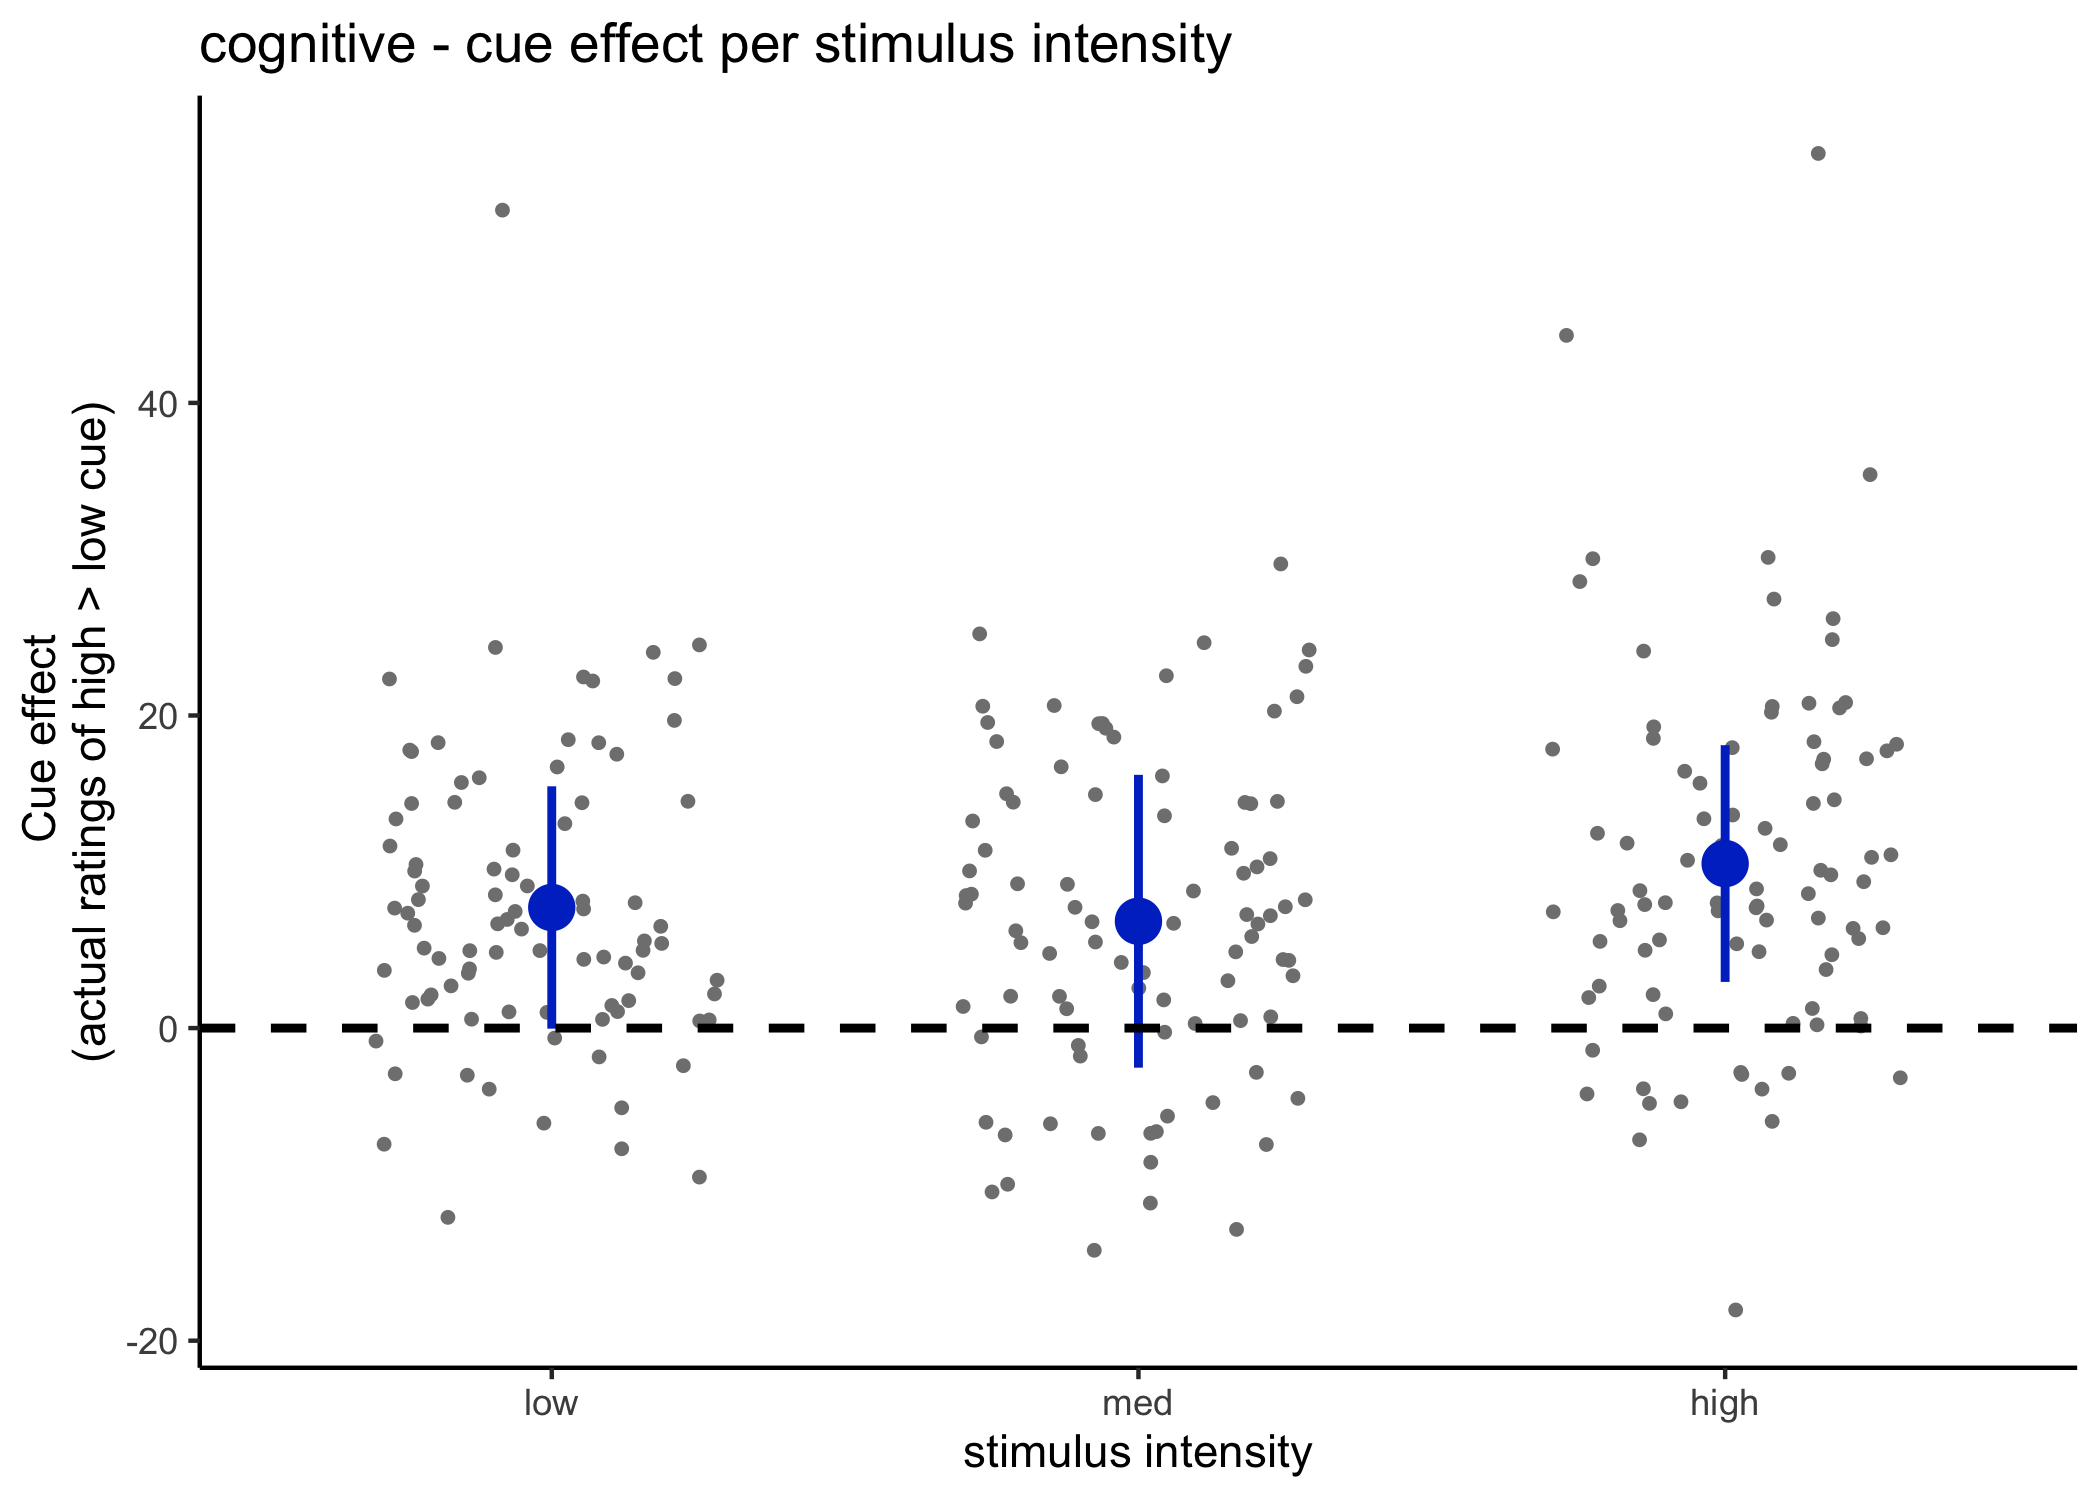 cognitive - cue effect per stimulus intensity
Cue effect
(actual ratings of high > low cue)
40
20
0
-20
low
med
high
stimulus intensity